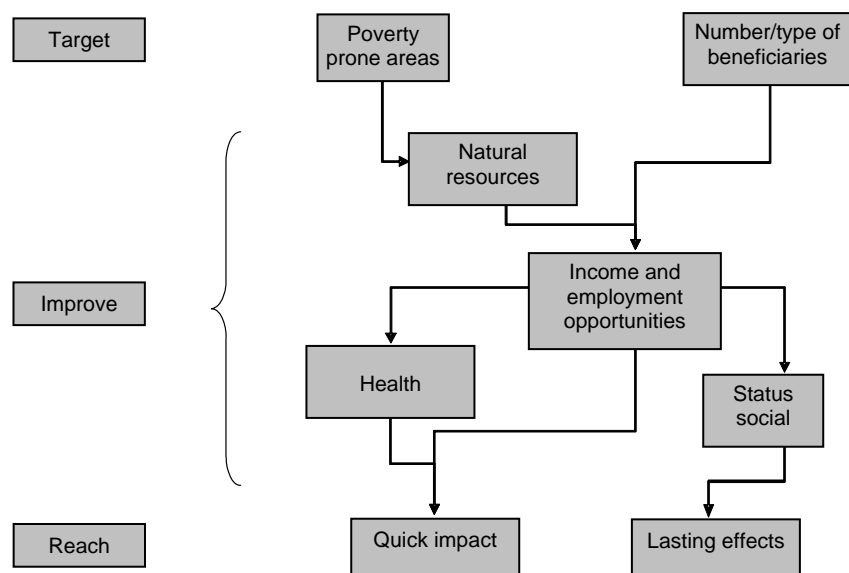 Target
Poverty
prone areas
Number/type of
beneficiaries
Natural
resources
Improve
Income and
employment
opportunities
Health
Status
social
Reach
Quick impact
Lasting effects